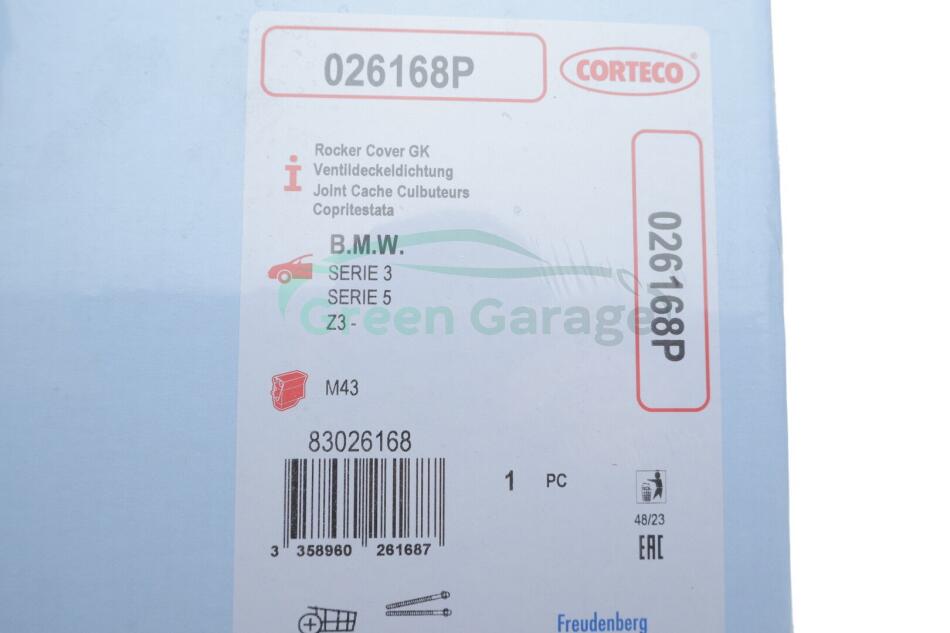 026168P
CORTECO
Rocker Cover GK
Ventildeckeldichtung
Joint Cache Culbuteurs
Copritestata
026168P
B.M.W.
SERIE 3
SERIE 5
Z3 -
Green Garage
M43
83026168
3 358960 261687
1 PC
48/23
EAC
Freudenberg